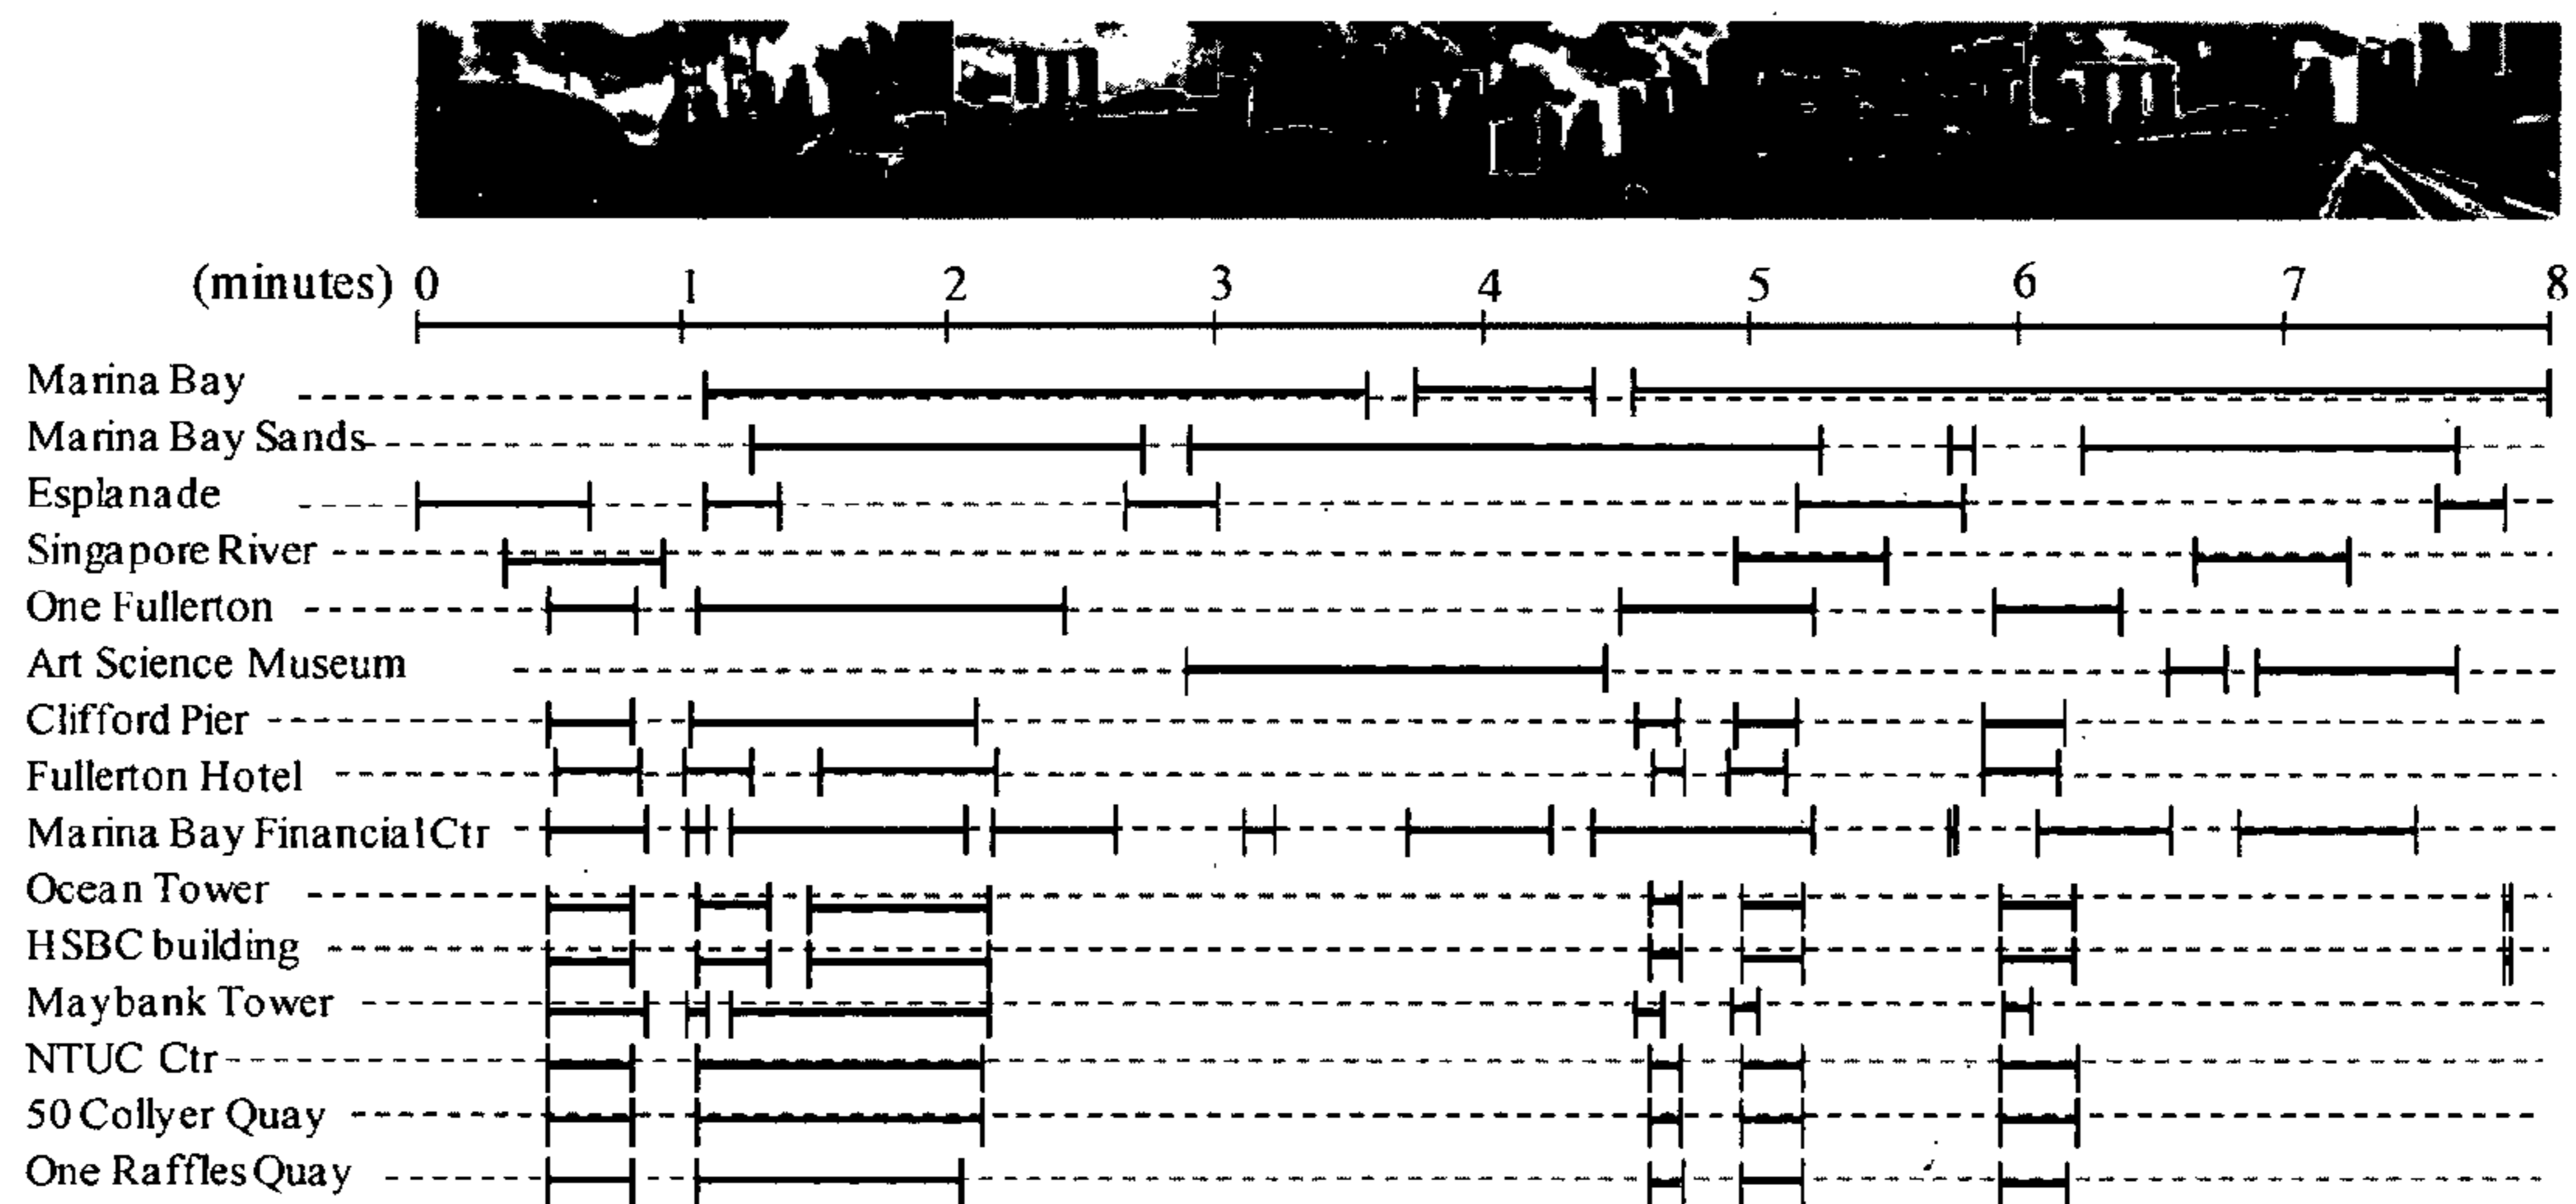 (minutes) 0 1 2 3 4 5 6 7 8
Marina Bay
Marina Bay Sands
Esplanade
Singapore River
One Fullerton
Art Science Museum
Clifford Pier
Fullerton Hotel
Marina Bay Financial Ctr
Ocean Tower
HSBC building
Maybank Tower
NTUC Ctr
50 Collyer Quay
One Raffles Quay